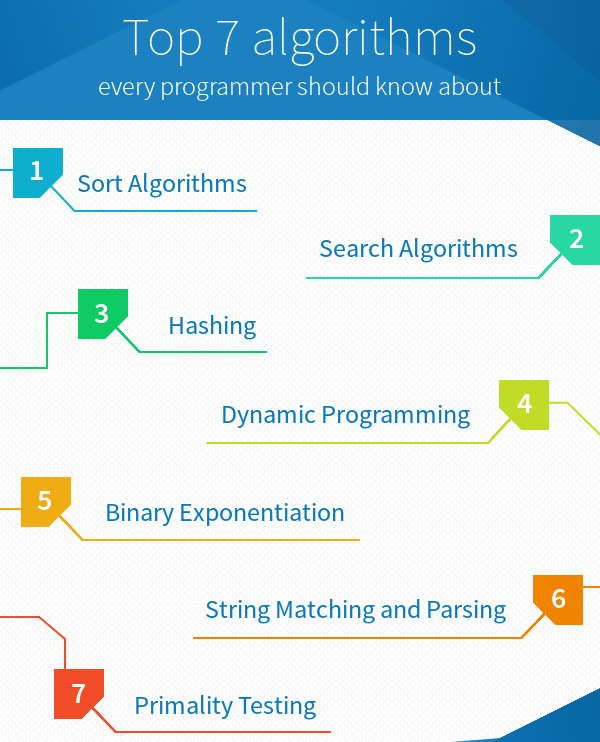 Top 7 algorithms
every programmer should know about
1 Sort Algorithms
2 Search Algorithms
3 Hashing
4 Dynamic Programming
5 Binary Exponentiation
6 String Matching and Parsing
7 Primality Testing